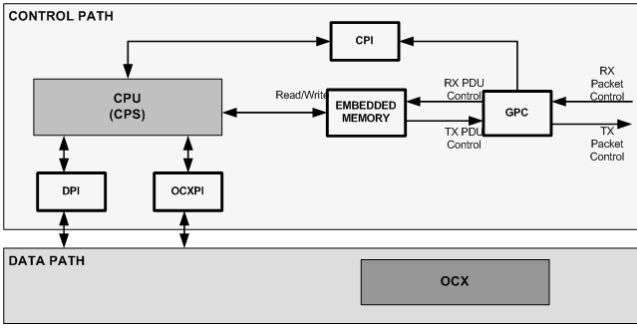 CONTROL PATH
CPI
CPU
(CPS)
Read/Write
EMBEDDED
MEMORY
RX PDU
Control
TX PDU
Control
GPC
RX
Packet
Control
TX
Packet
Control
DPI
OCXPI
DATA PATH
OCX